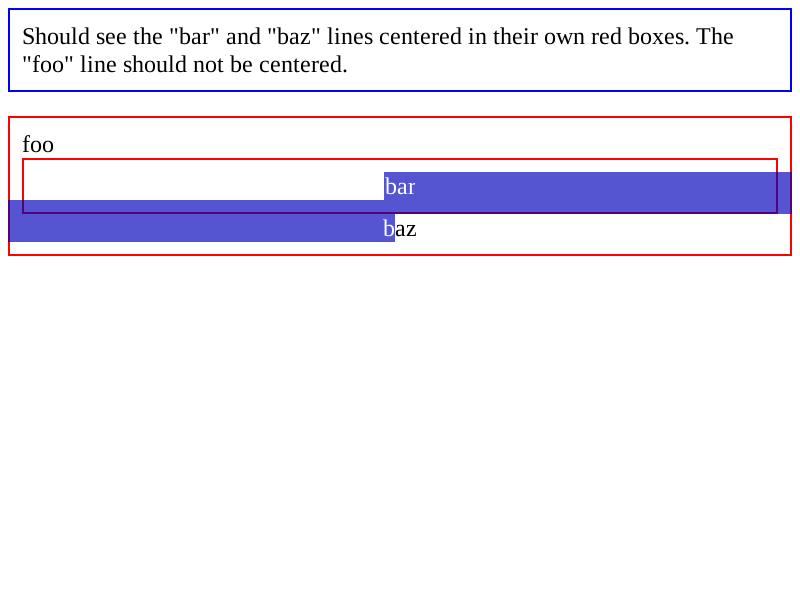 Should see the "bar" and "baz" lines centered in their own red boxes. The
"foo" line should not be centered.
foo
bar
baz